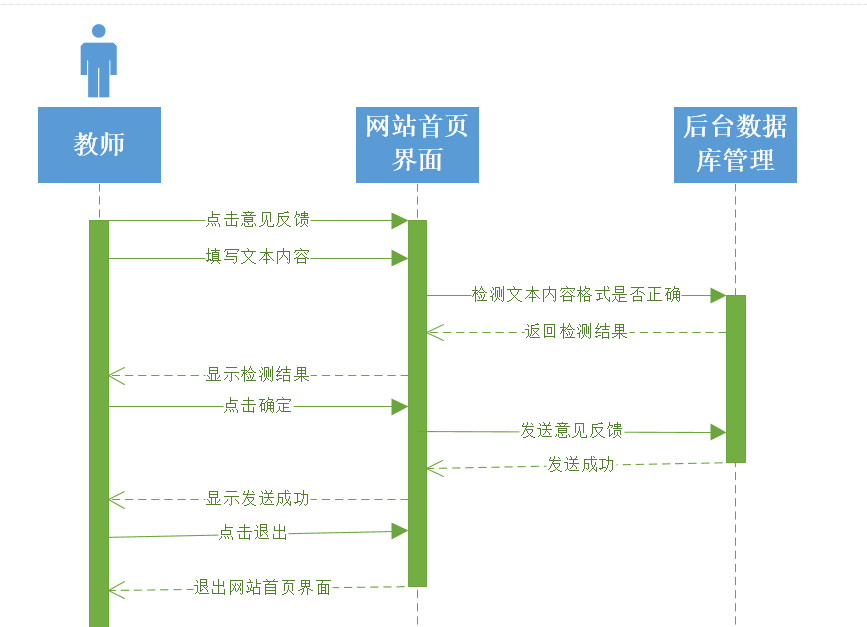 教师
网站首页
界面
后台数据
库管理
点击意见反馈
填写文本内容
检测文本内容格式是否正确
返回检测结果
显示检测结果
点击确定
发送意见反馈
发送成功
显示发送成功
点击退出
退出网站首页界面